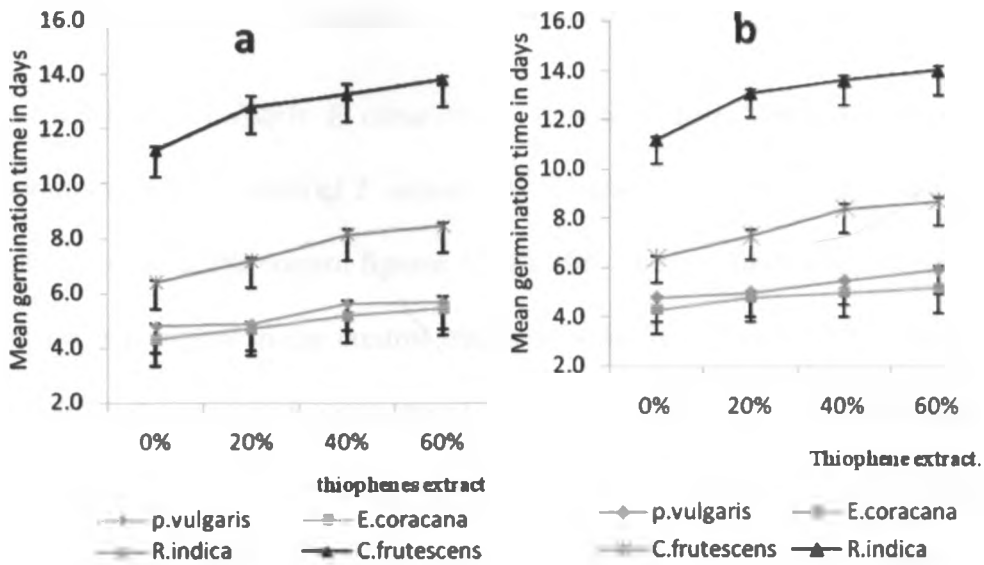 a
16.0
14.0
12.0
10.0
8.0
6.0
4.0
2.0
Mean germination time in days
0% 20% 40% 60%
thiophenes extract
p.vulgaris E.coracana
R.indica C.frutescens
b
16.0
14.0
12.0
10.0
8.0
6.0
4.0
2.0
Mean germination time in days
0% 20% 40% 60%
Thiophene extract.
p.vulgaris E.coracana
C.frutescens R.indica